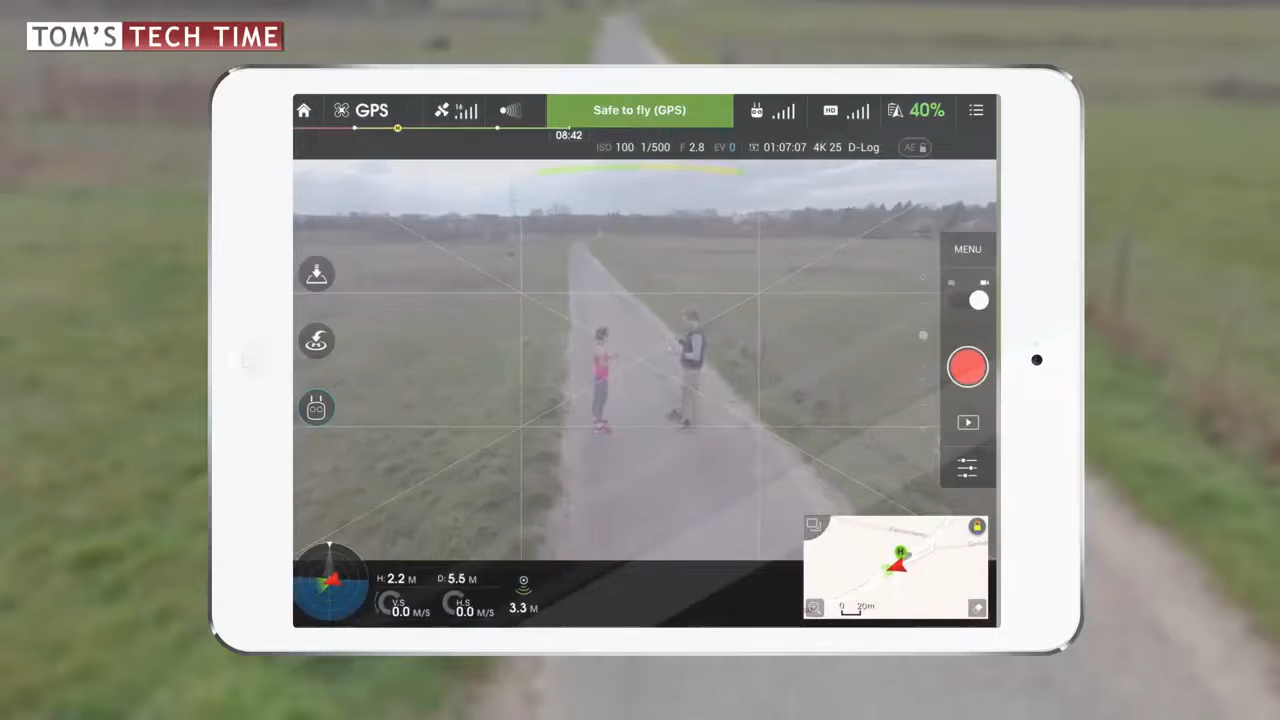 TOM'S TECH TIME
GPS 16 Safe to fly (GPS) HD 40%
08:42
ISO 100 1/500 F 2.8 EV 0 01:07:07 4K 25 D-Log AE
MENU
H: 2.2 M D: 5.5 M
V.S 0.0 M/S H.S 0.0 M/S 3.3 M
H
0 20m